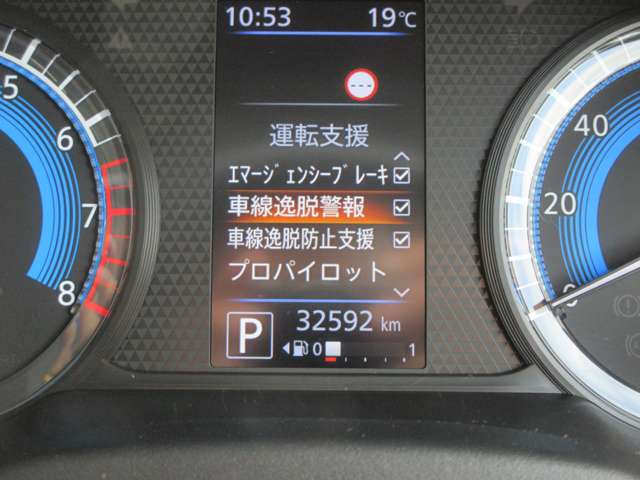 10:53 19℃
---
運転支援
エマージェンシーブレーキ
車線逸脱警報
車線逸脱防止支援
プロパイロット
P 32592 km
0 1
5
6
7
8
40
20
0